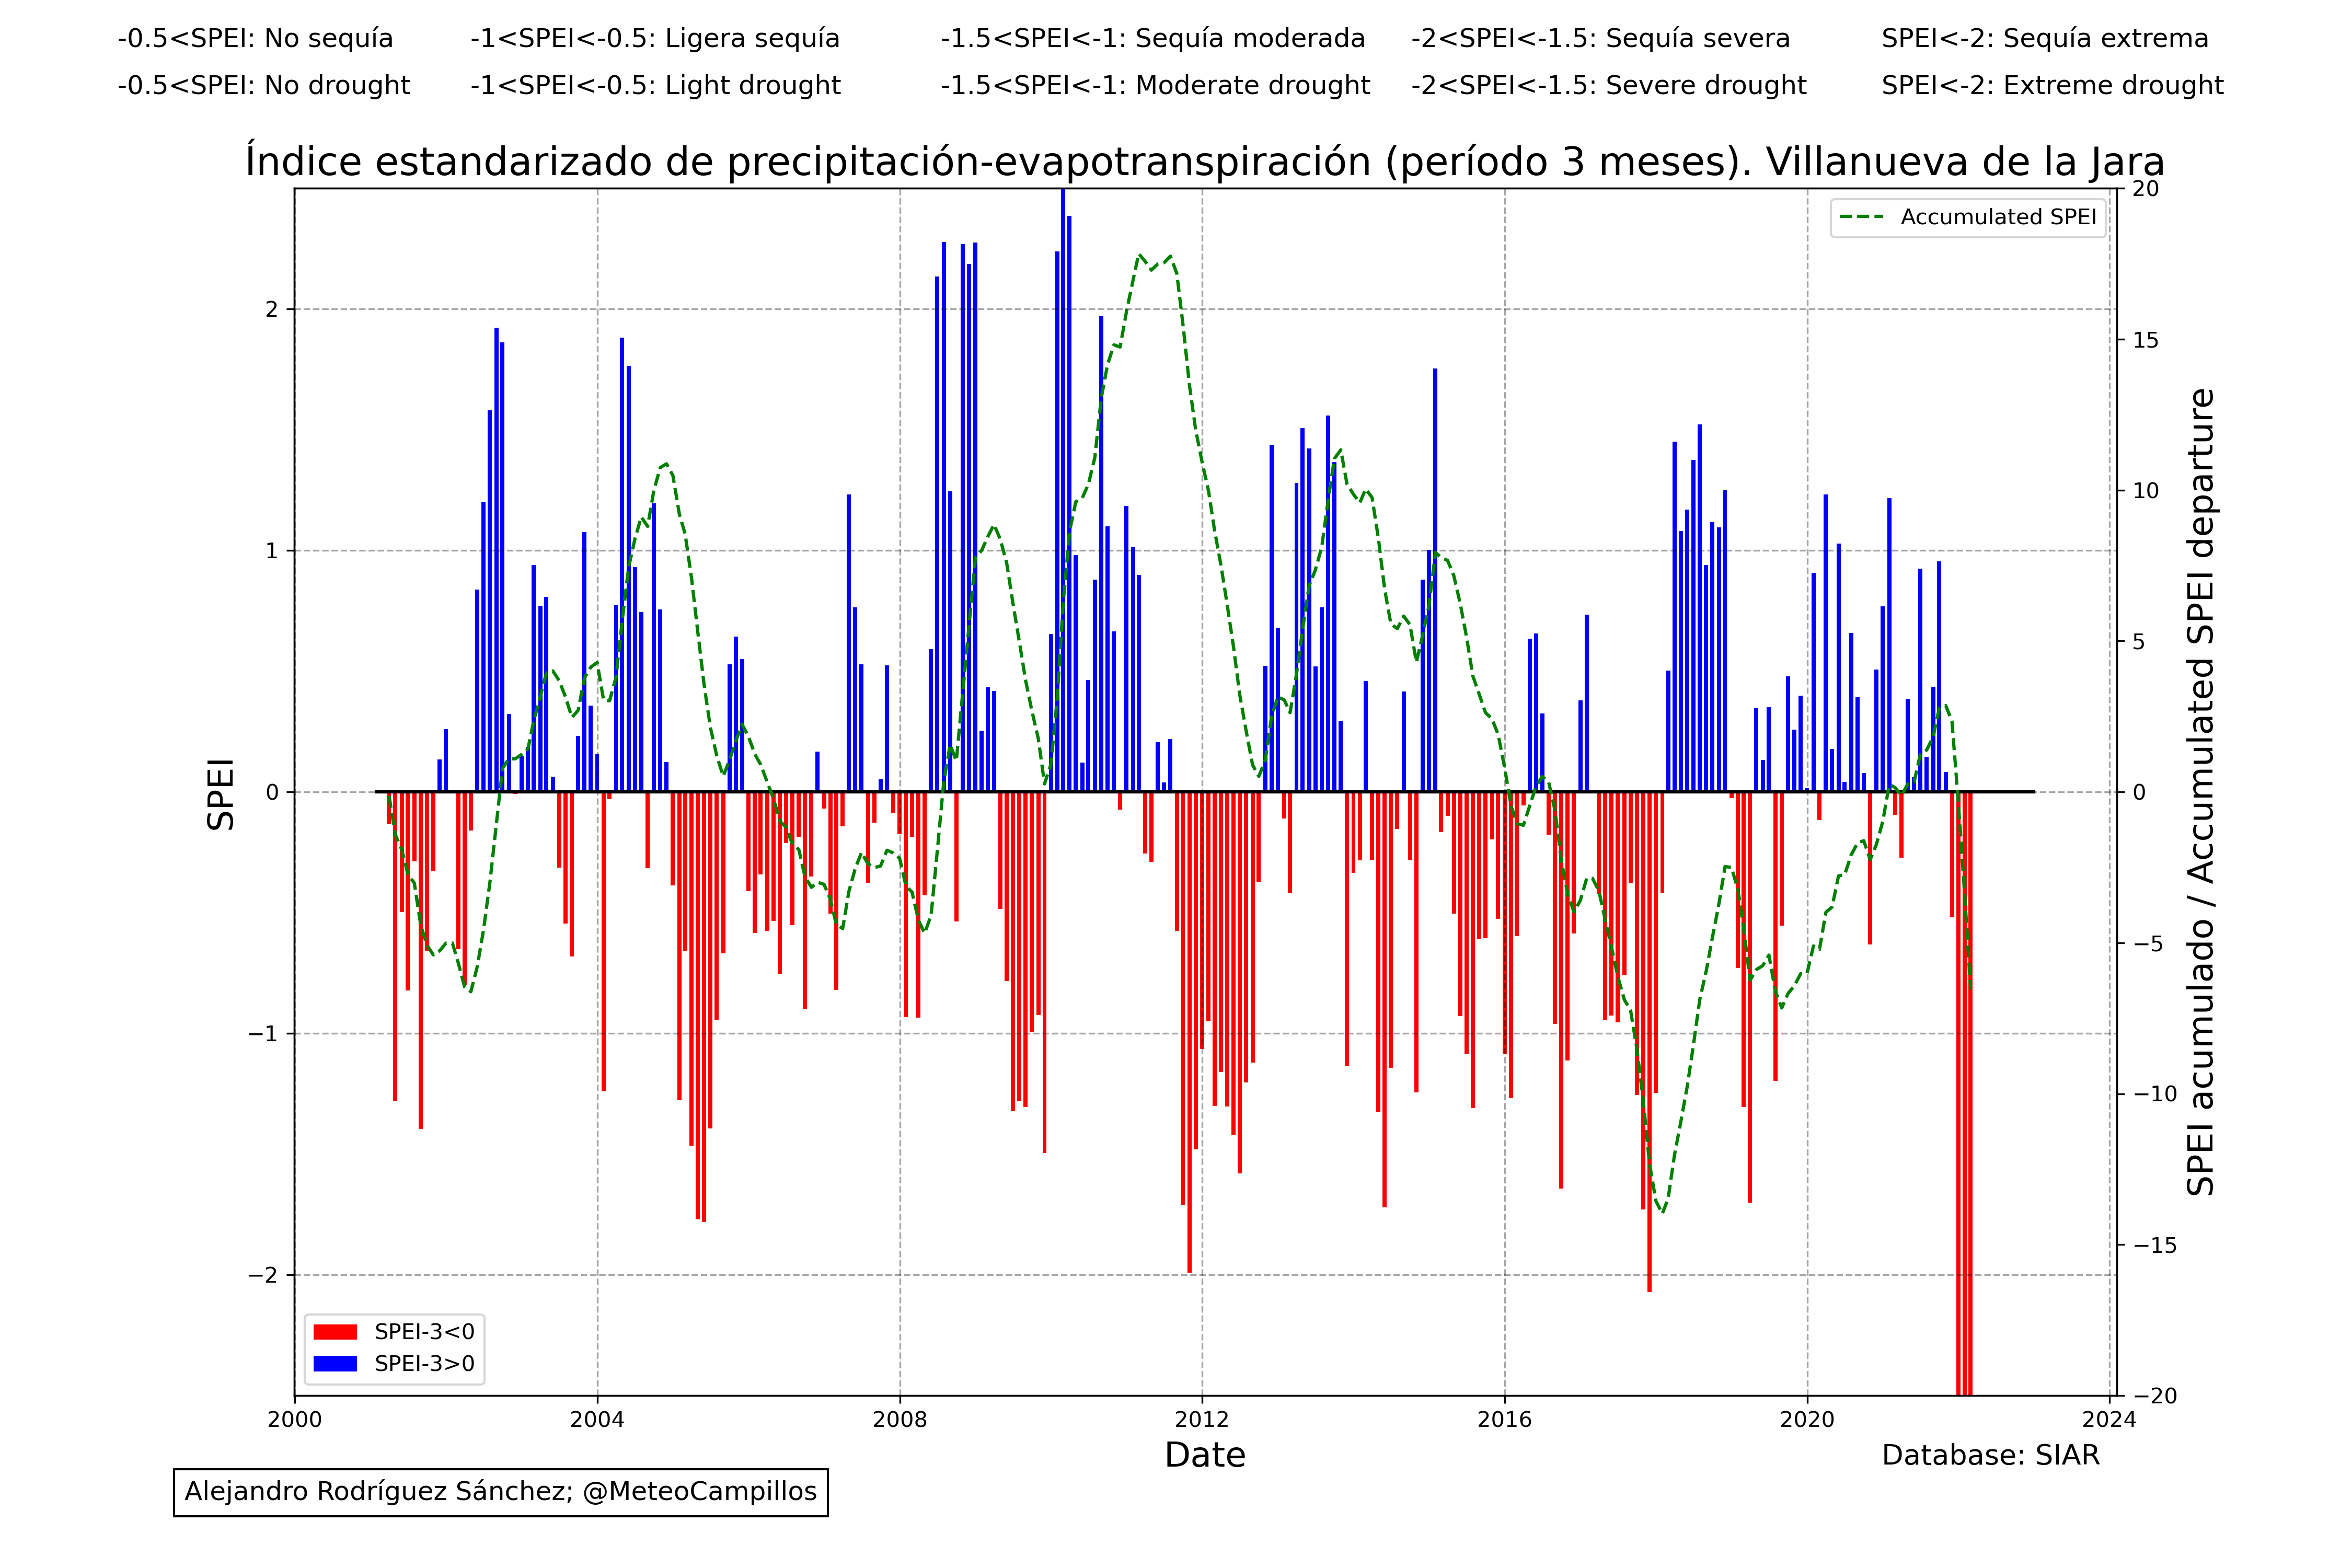 -0.5<SPEI: No sequía -1<SPEI<-0.5: Ligera sequía -1.5<SPEI<-1: Sequía moderada -2<SPEI<-1.5: Sequía severa SPEI<-2: Sequía extrema
-0.5<SPEI: No drought -1<SPEI<-0.5: Light drought -1.5<SPEI<-1: Moderate drought -2<SPEI<-1.5: Severe drought SPEI<-2: Extreme drought
Índice estandarizado de precipitación-evapotranspiración (período 3 meses). Villanueva de la Jara
Accumulated SPEI
SPEI
2
1
0
−1
−2
20
15
10
5
0
−5
−10
−15
−20
SPEI acumulado / Accumulated SPEI departure
SPEI-3<0
SPEI-3>0
2000 2004 2008 2012 2016 2020 2024
Date
Database: SIAR
Alejandro Rodríguez Sánchez; @MeteoCampillos